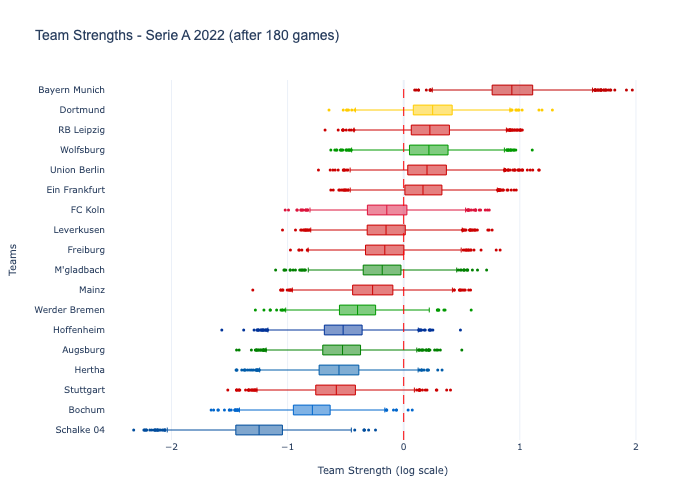 Team Strengths - Serie A 2022 (after 180 games)
Bayern Munich
Dortmund
RB Leipzig
Wolfsburg
Union Berlin
Ein Frankfurt
FC Koln
Leverkusen
Freiburg
M'gladbach
Mainz
Werder Bremen
Hoffenheim
Augsburg
Hertha
Stuttgart
Bochum
Schalke 04
Teams
−2 −1 0 1 2
Team Strength (log scale)